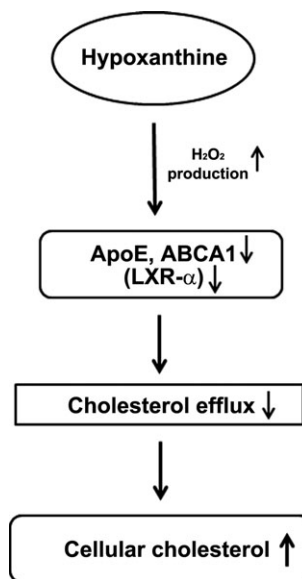 Hypoxanthine
H₂O₂
production
ApoE, ABCA1
(LXR-α)
Cholesterol efflux
Cellular cholesterol